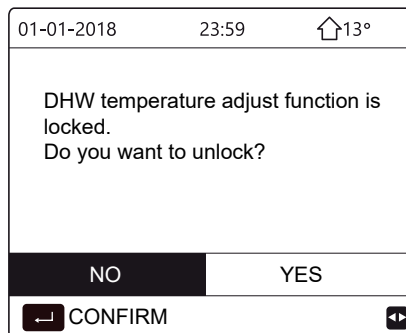 01-01-2018 23:59 13°
DHW temperature adjust function is
locked.
Do you want to unlock?
NO YES
CONFIRM